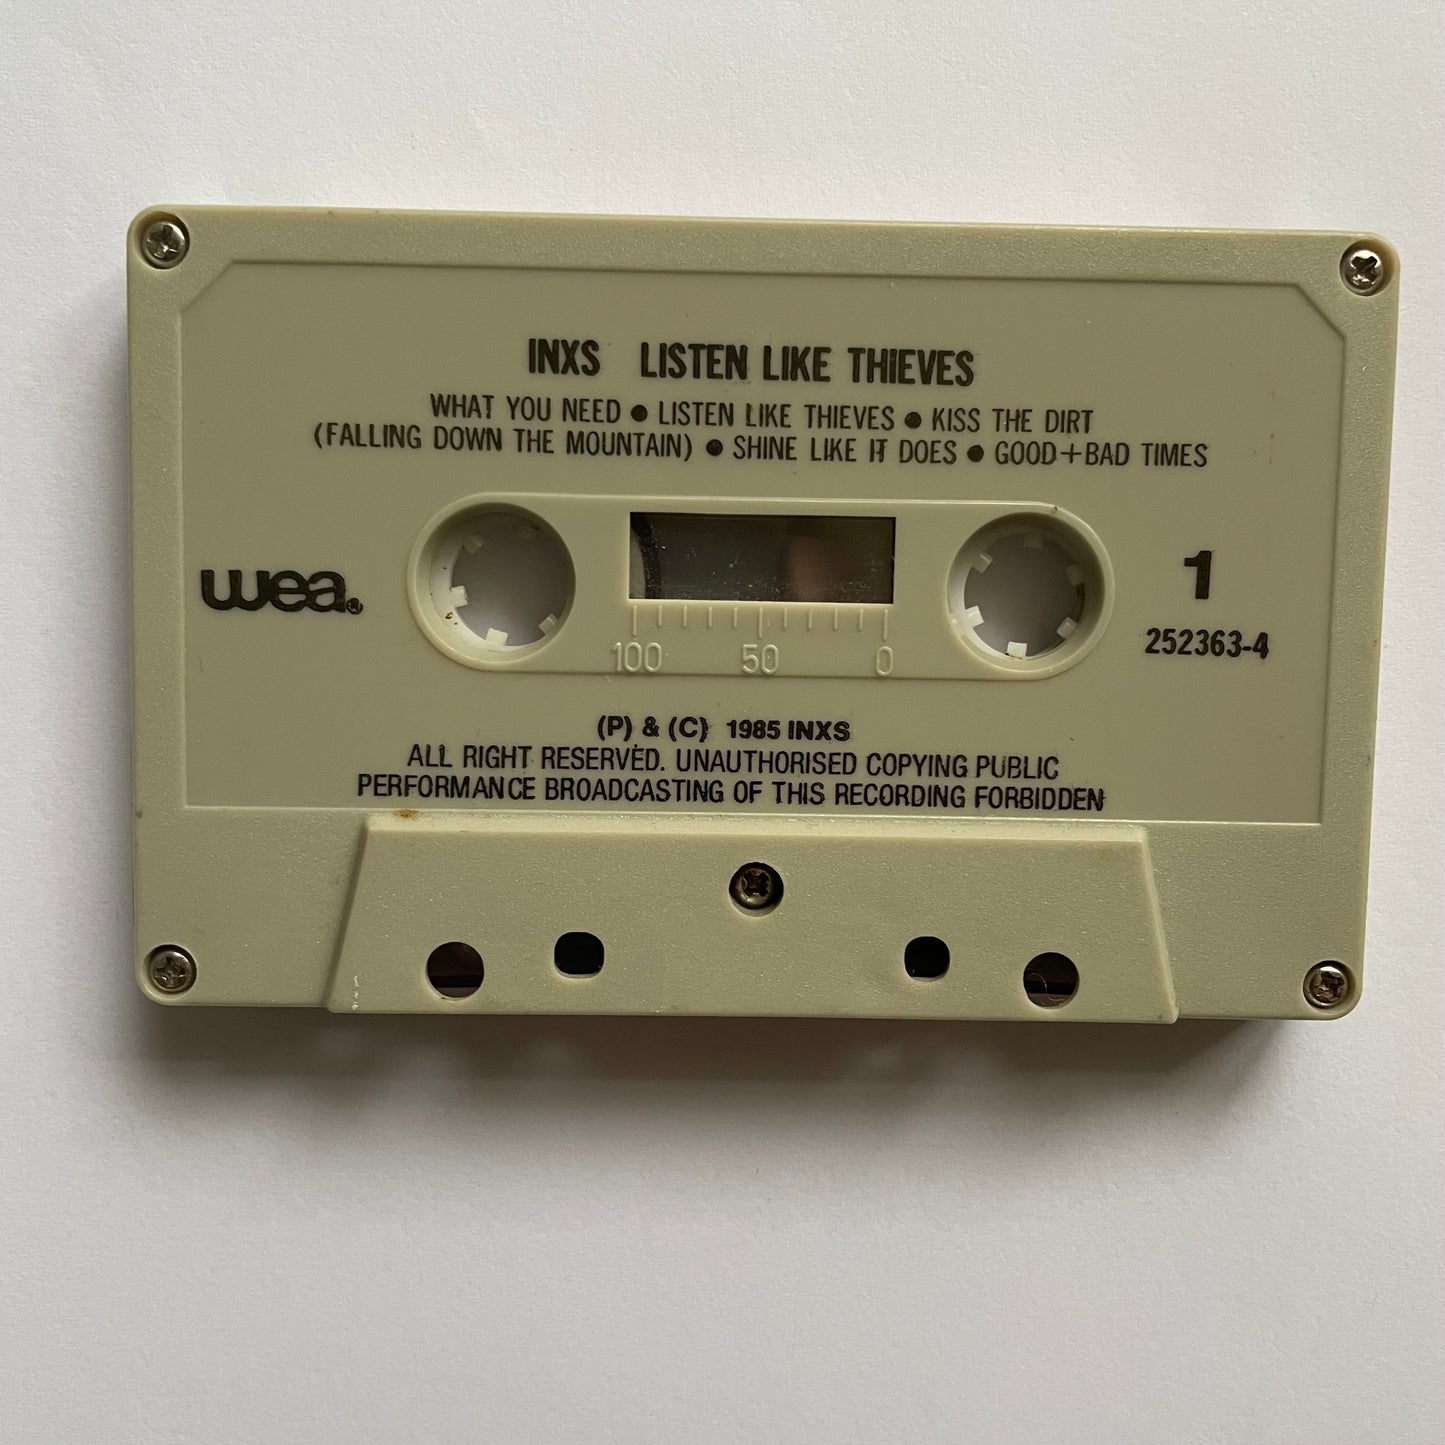 INXS LISTEN LIKE THIEVES
WHAT YOU NEED ● LISTEN LIKE THIEVES ● KISS THE DIRT
(FALLING DOWN THE MOUNTAIN) ● SHINE LIKE IT DOES ● GOOD+BAD TIMES
wea®
1
252363-4
100 50 0
(P) & (C) 1985 INXS
ALL RIGHT RESERVED. UNAUTHORISED COPYING PUBLIC
PERFORMANCE BROADCASTING OF THIS RECORDING FORBIDDEN